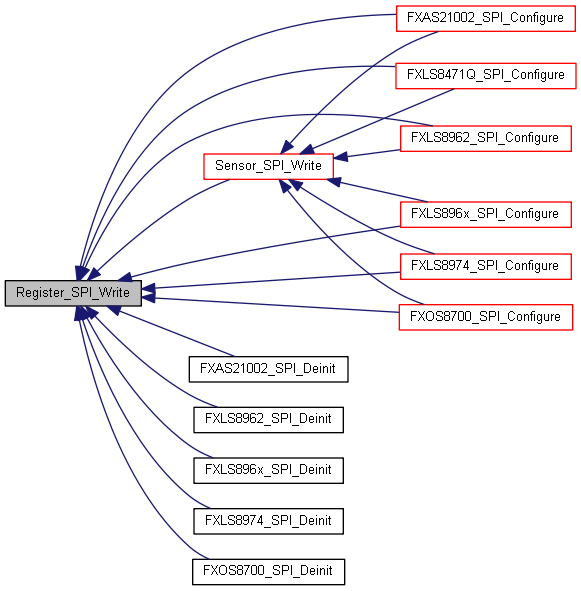 FXAS21002_SPI_Configure
FXLS8471Q_SPI_Configure
FXLS8962_SPI_Configure
Sensor_SPI_Write
FXLS896x_SPI_Configure
FXLS8974_SPI_Configure
Register_SPI_Write
FXOS8700_SPI_Configure
FXAS21002_SPI_Deinit
FXLS8962_SPI_Deinit
FXLS896x_SPI_Deinit
FXLS8974_SPI_Deinit
FXOS8700_SPI_Deinit